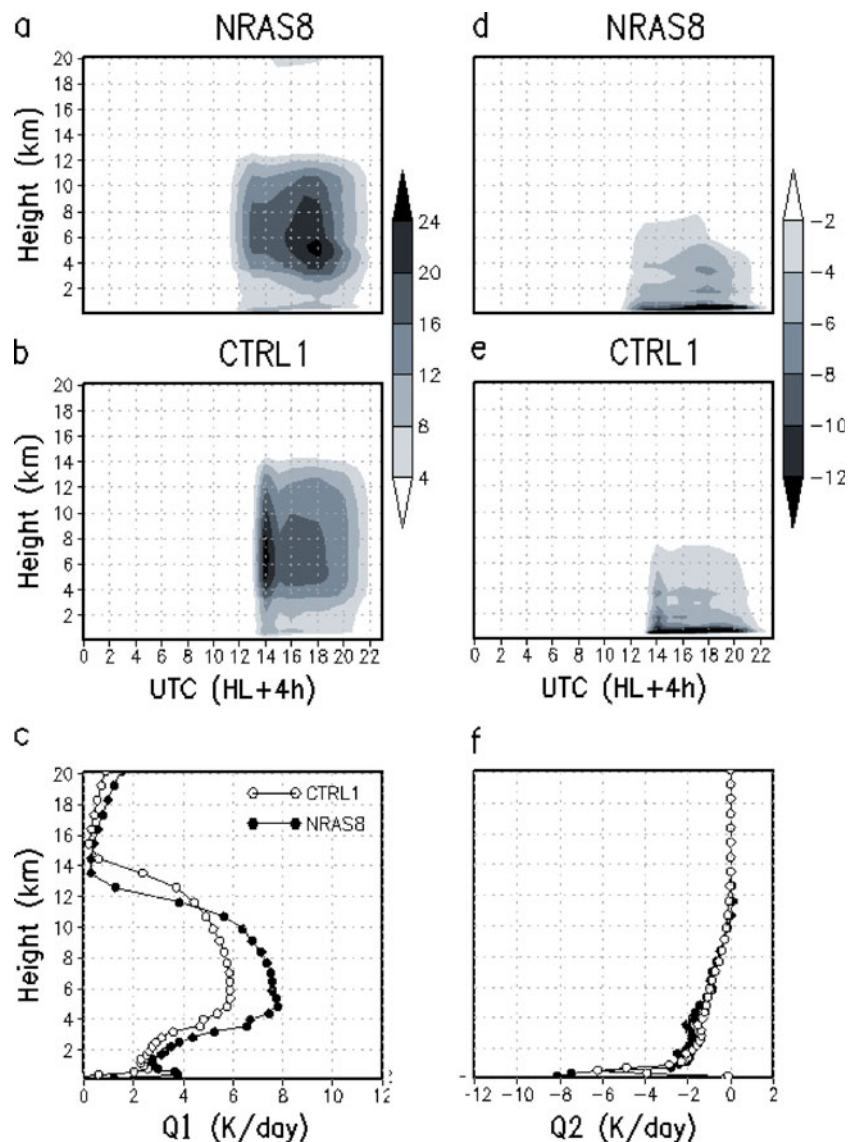 a
NRAS8
d
NRAS8
20
18
16
14
12
10
8
6
4
2
Height (km)
24
20
16
12
8
4
-2
-4
-6
-8
-10
-12
b
CTRL1
e
CTRL1
20
18
16
14
12
10
8
6
4
2
Height (km)
0 2 4 6 8 10 12 14 16 18 20 22
UTC (HL+4h)
0 2 4 6 8 10 12 14 16 18 20 22
UTC (HL+4h)
c
f
20
18
16
14
12
10
8
6
4
2
Height (km)
CTRL1
NRAS8
0 2 4 6 8 10 12
Q1 (K/day)
-12 -10 -8 -6 -4 -2 0 2
Q2 (K/day)